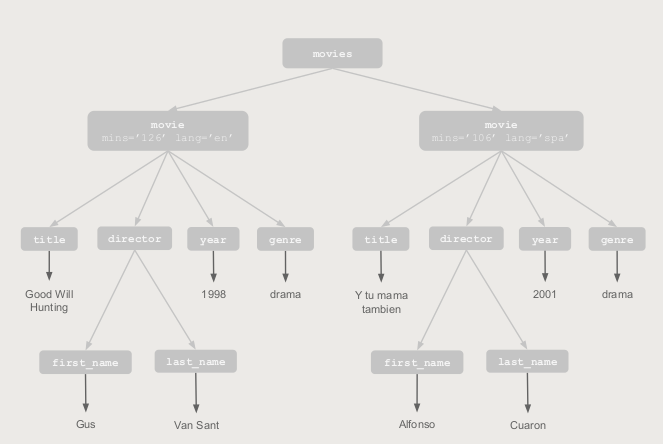 movies
movie
mins='126' lang='en'
movie
mins='106' lang='spa'
title
director
year
genre
title
director
year
genre
Good Will
Hunting
1998
drama
Y tu mama
tambien
2001
drama
first_name
last_name
first_name
last_name
Gus
Van Sant
Alfonso
Cuaron